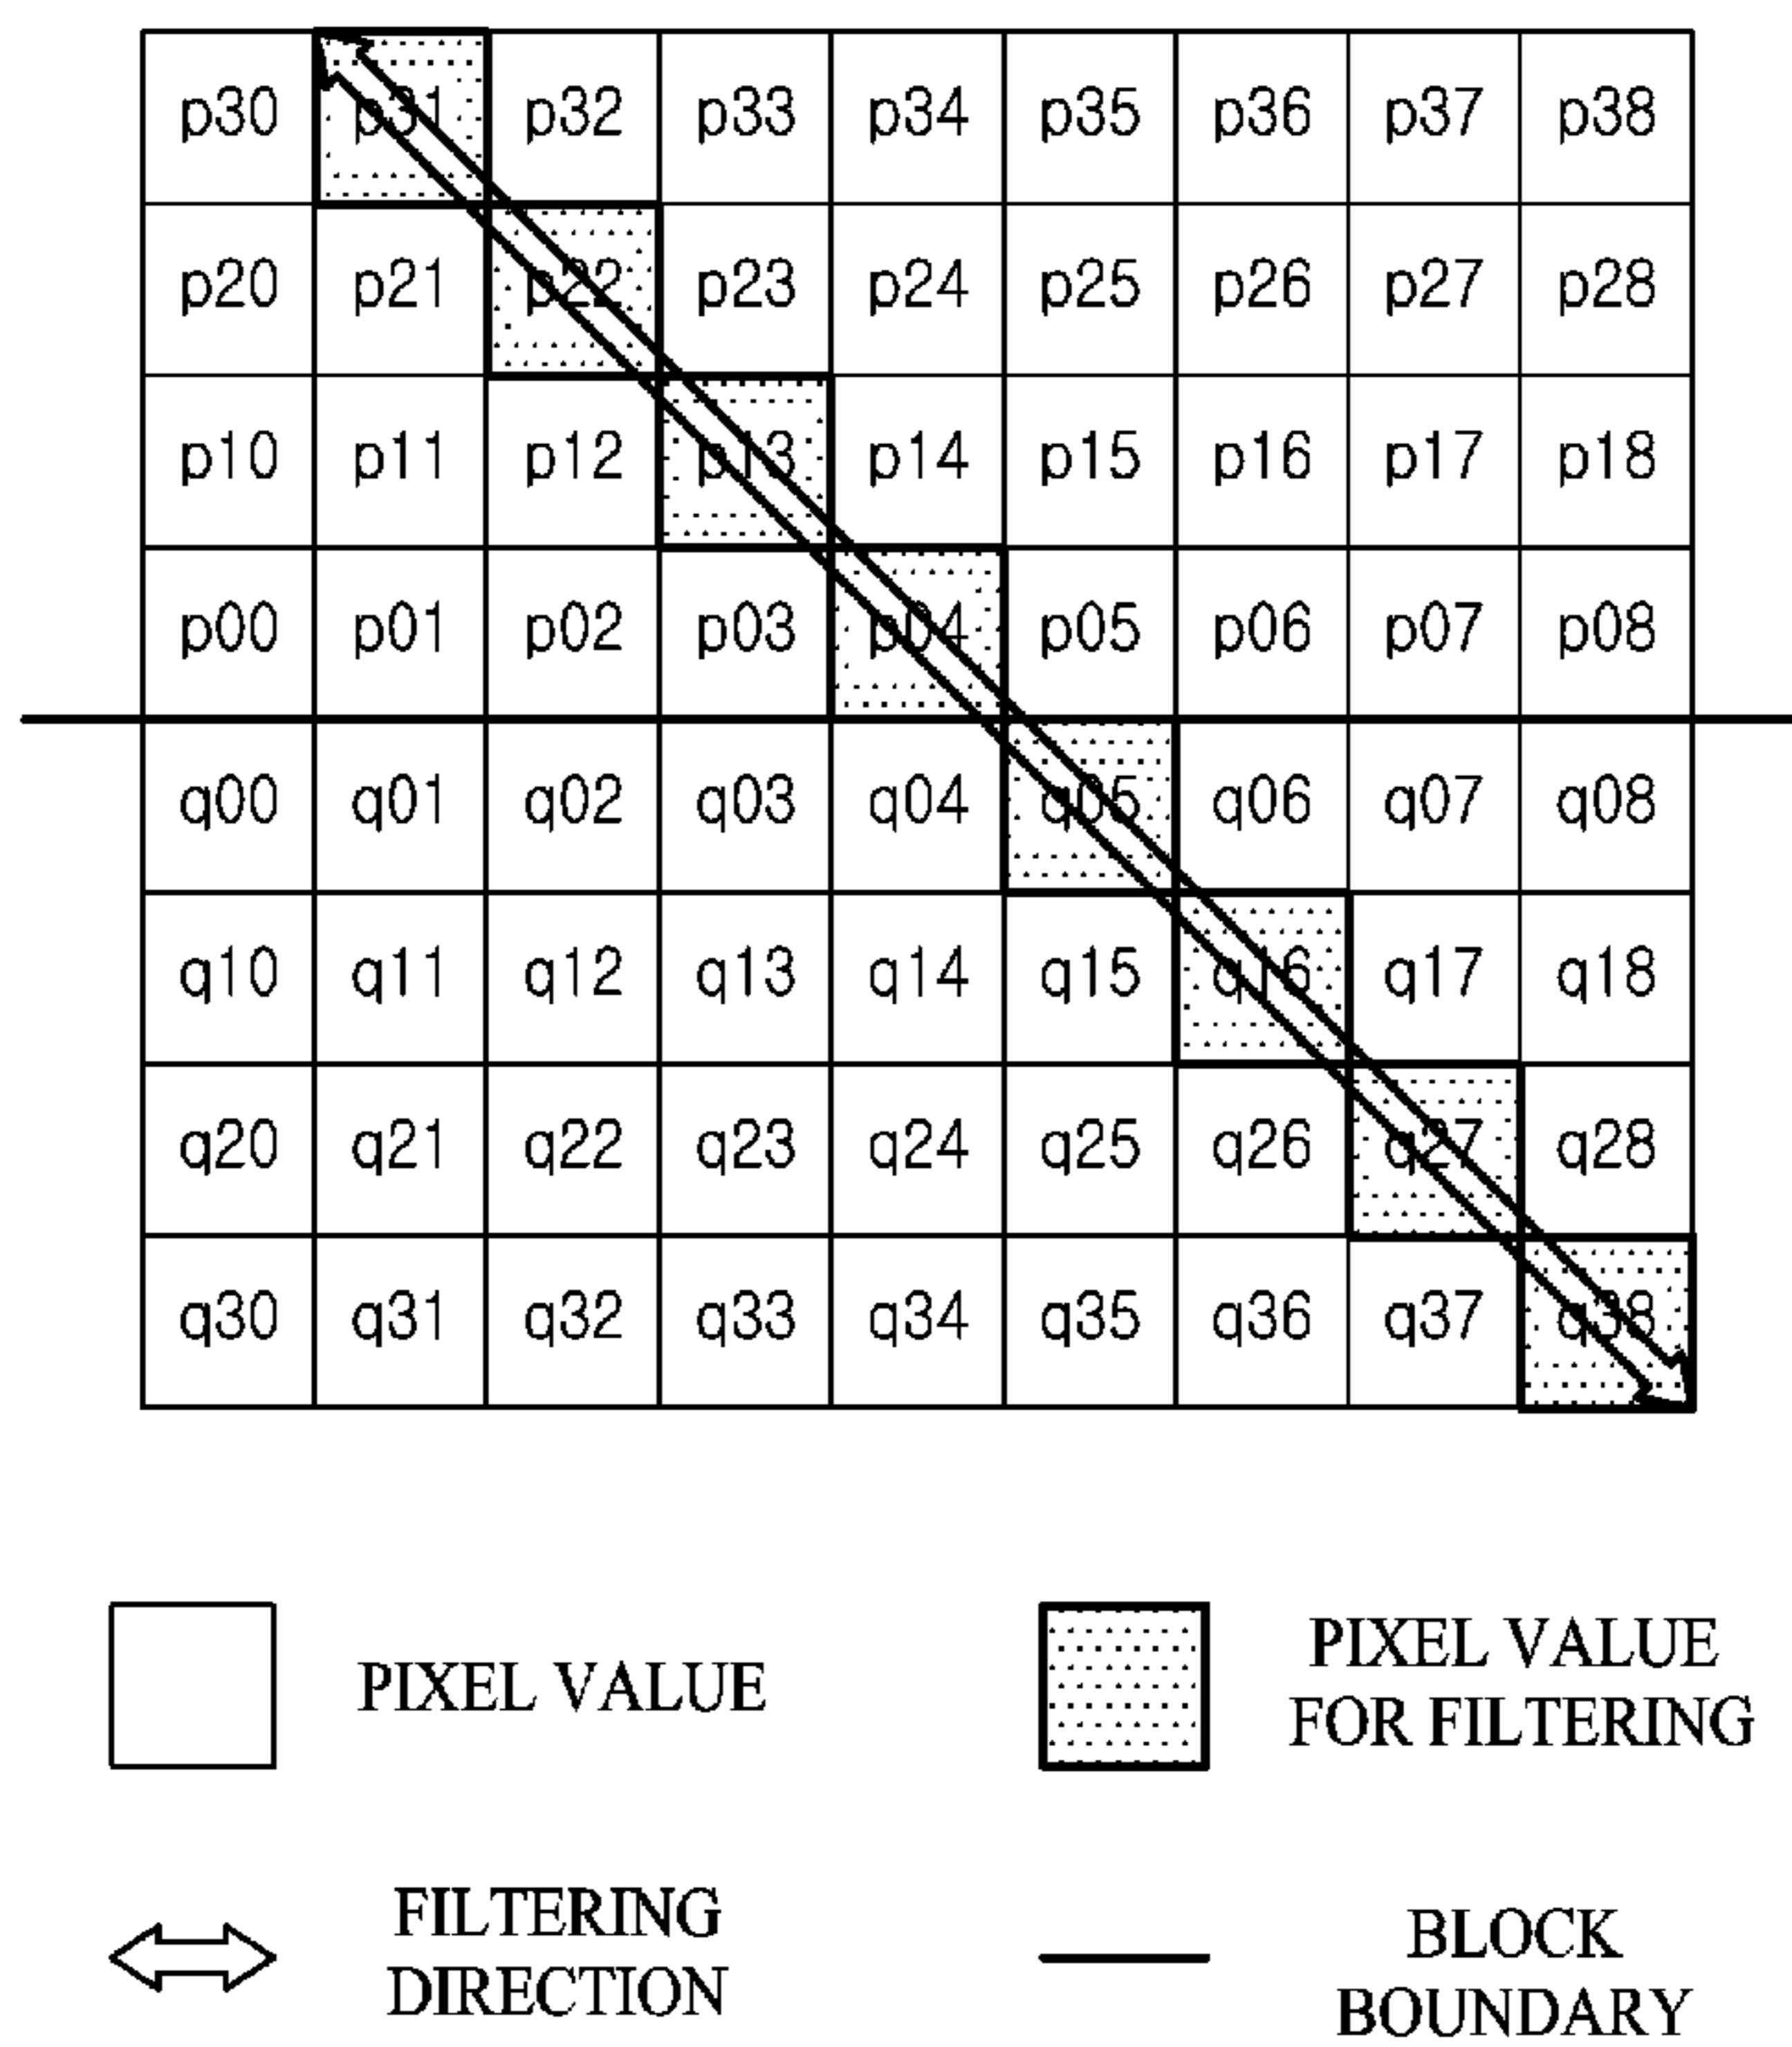 p30 p31 p32 p33 p34 p35 p36 p37 p38
p20 p21 p22 p23 p24 p25 p26 p27 p28
p10 p11 p12 p13 p14 p15 p16 p17 p18
p00 p01 p02 p03 p04 p05 p06 p07 p08
q00 q01 q02 q03 q04 q05 q06 q07 q08
q10 q11 q12 q13 q14 q15 q16 q17 q18
q20 q21 q22 q23 q24 q25 q26 q27 q28
q30 q31 q32 q33 q34 q35 q36 q37 q38
PIXEL VALUE
PIXEL VALUE
FOR FILTERING
FILTERING
DIRECTION
BLOCK
BOUNDARY